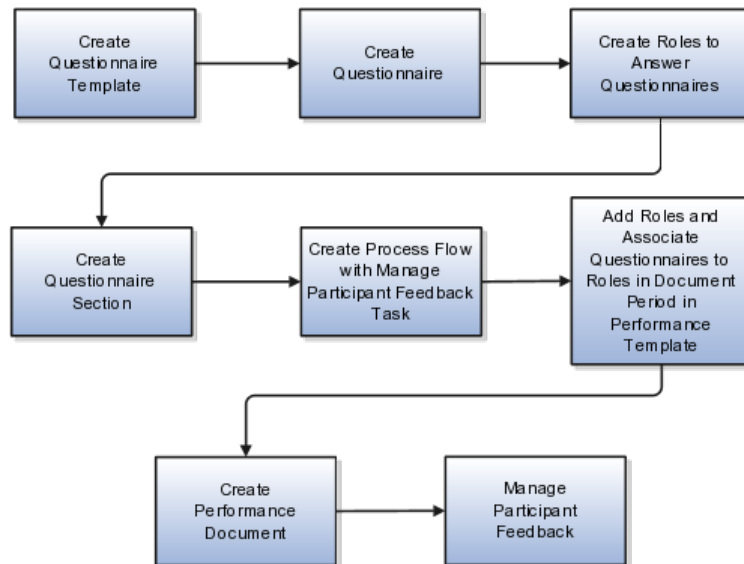 Create
Questionnaire
Template
Create
Questionnaire
Create Roles to
Answer
Questionnaires
Create
Questionnaire
Section
Create Process Flow
with Manage
Participant Feedback
Task
Add Roles and
Associate
Questionnaires to
Roles in Document
Period in
Performance
Template
Create
Performance
Document
Manage
Participant
Feedback